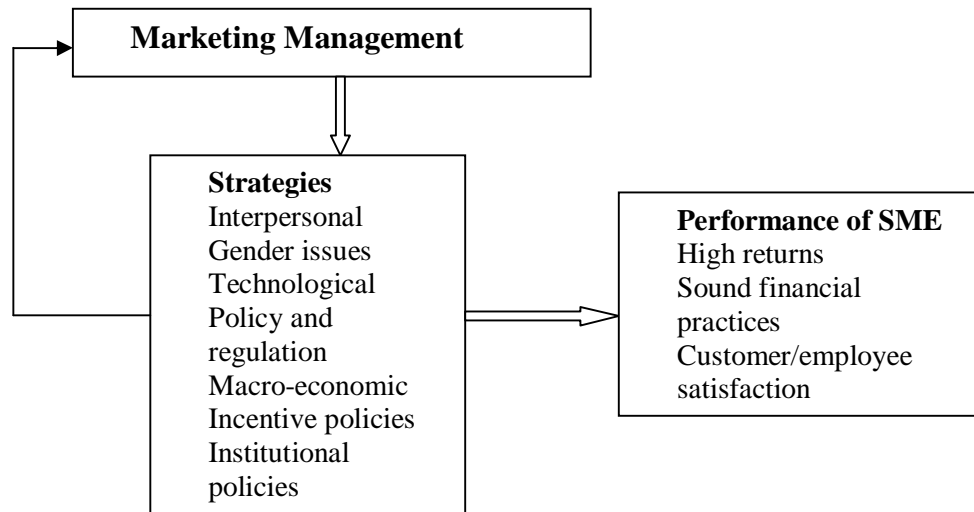 Marketing Management
Strategies
Interpersonal
Gender issues
Technological
Policy and
regulation
Macro-economic
Incentive policies
Institutional
policies
Performance of SME
High returns
Sound financial
practices
Customer/employee
satisfaction